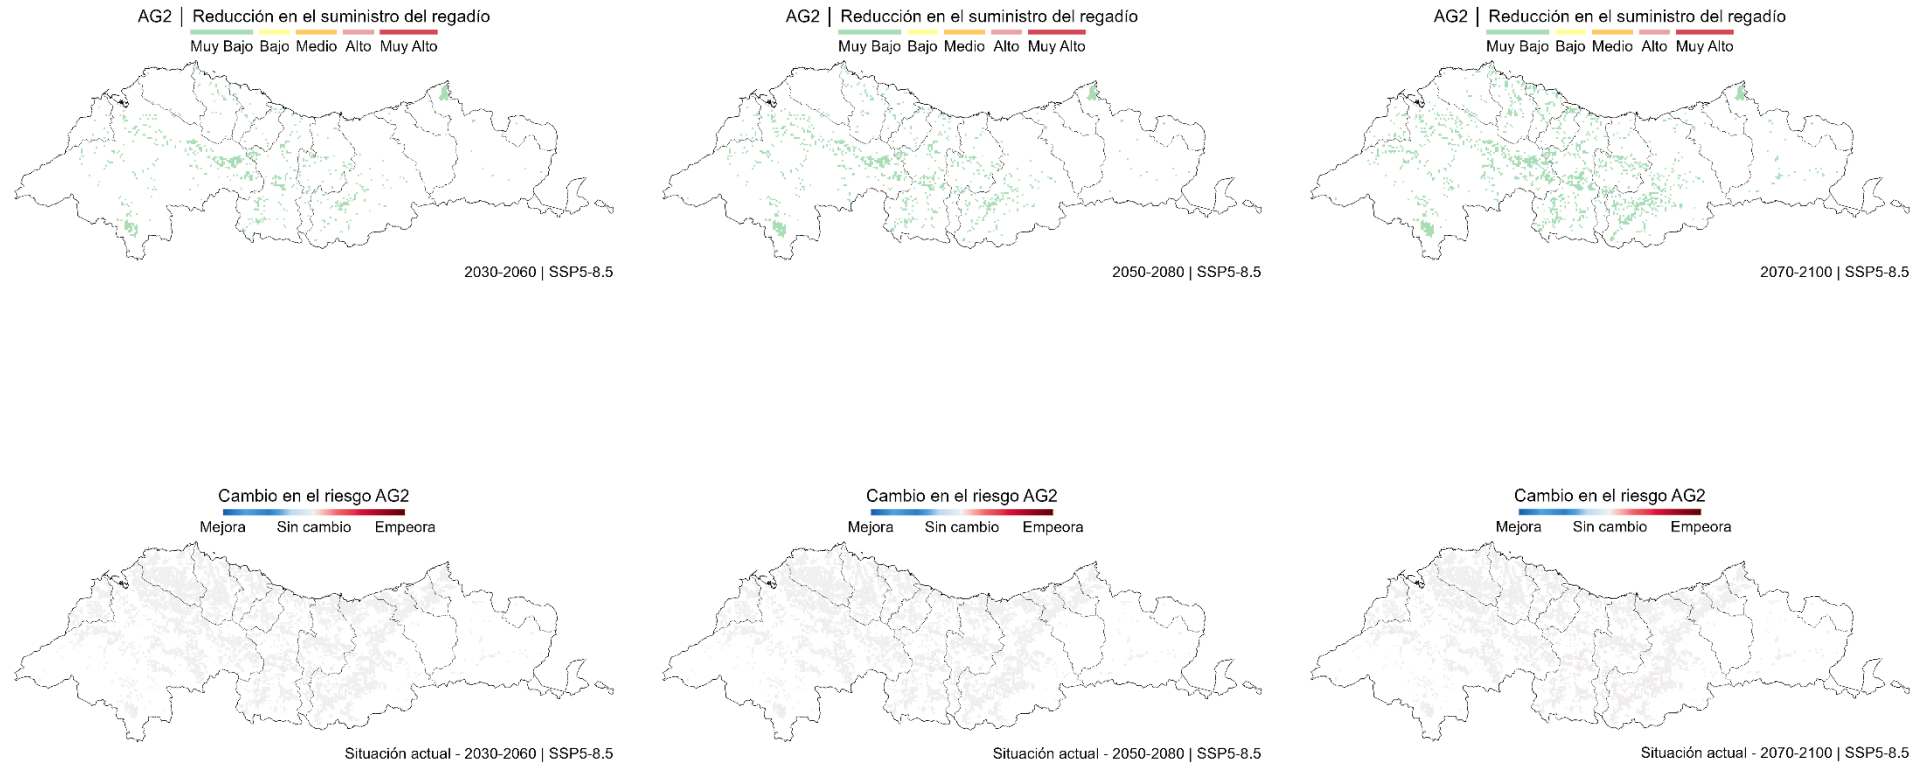 AG2 | Reducción en el suministro del regadío
Muy Bajo Bajo Medio Alto Muy Alto
2030-2060 | SSP5-8.5
AG2 | Reducción en el suministro del regadío
Muy Bajo Bajo Medio Alto Muy Alto
2050-2080 | SSP5-8.5
AG2 | Reducción en el suministro del regadío
Muy Bajo Bajo Medio Alto Muy Alto
2070-2100 | SSP5-8.5
Cambio en el riesgo AG2
Mejora Sin cambio Empeora
Situación actual - 2030-2060 | SSP5-8.5
Cambio en el riesgo AG2
Mejora Sin cambio Empeora
Situación actual - 2050-2080 | SSP5-8.5
Cambio en el riesgo AG2
Mejora Sin cambio Empeora
Situación actual - 2070-2100 | SSP5-8.5